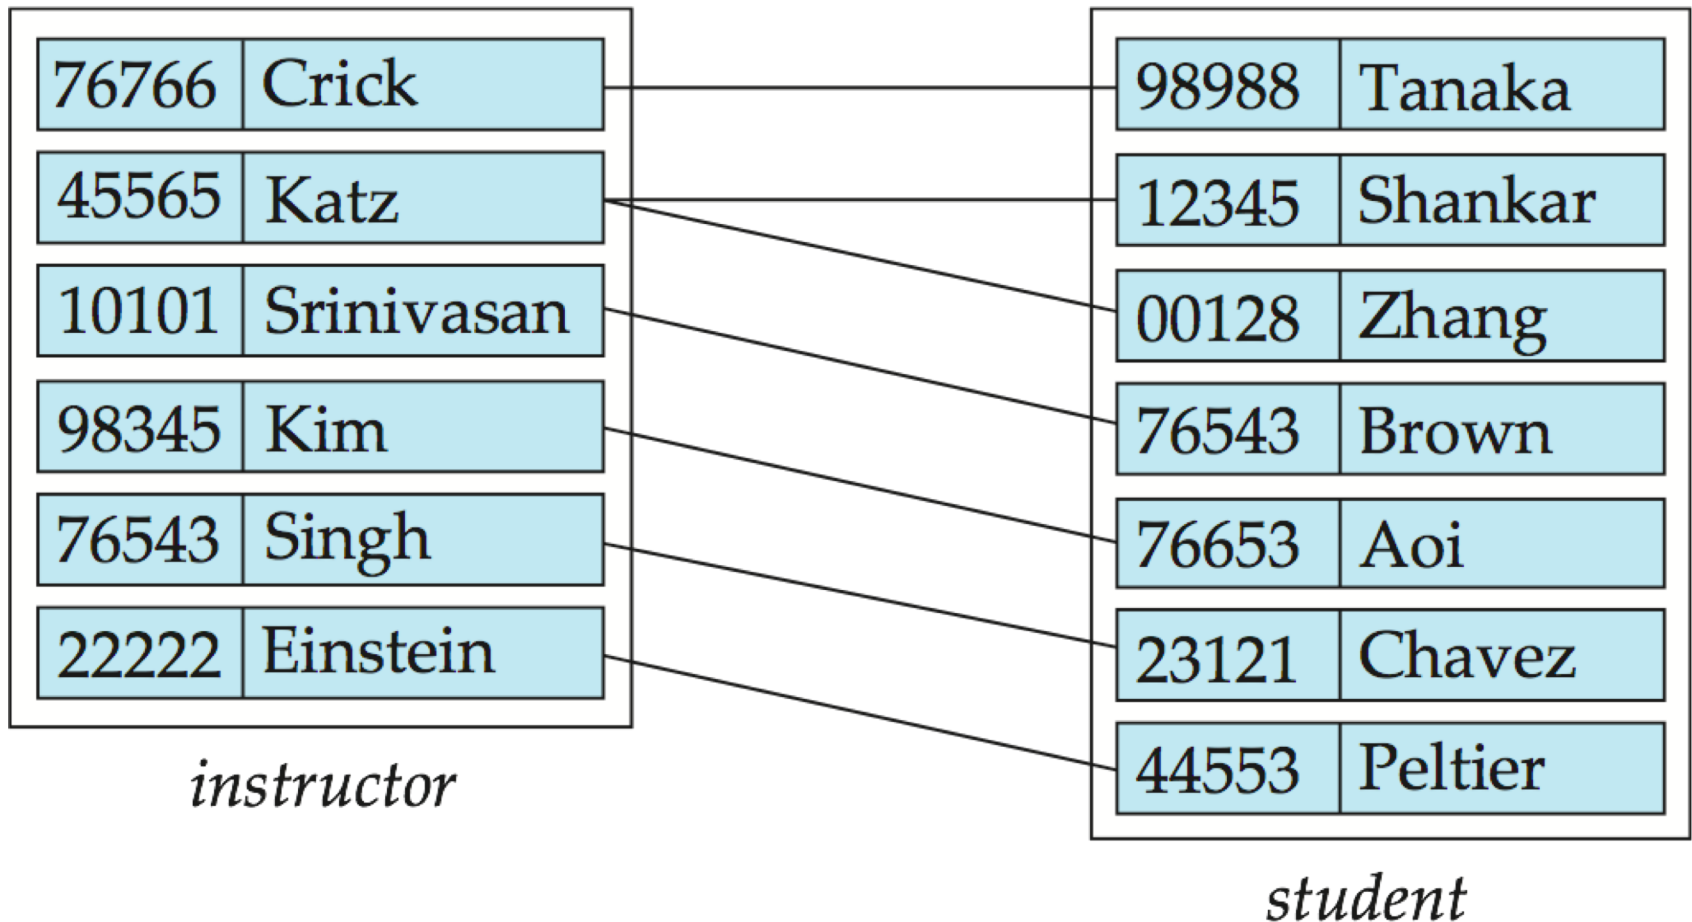 76766 Crick
45565 Katz
10101 Srinivasan
98345 Kim
76543 Singh
22222 Einstein
instructor
98988 Tanaka
12345 Shankar
00128 Zhang
76543 Brown
76653 Aoi
23121 Chavez
44553 Peltier
student